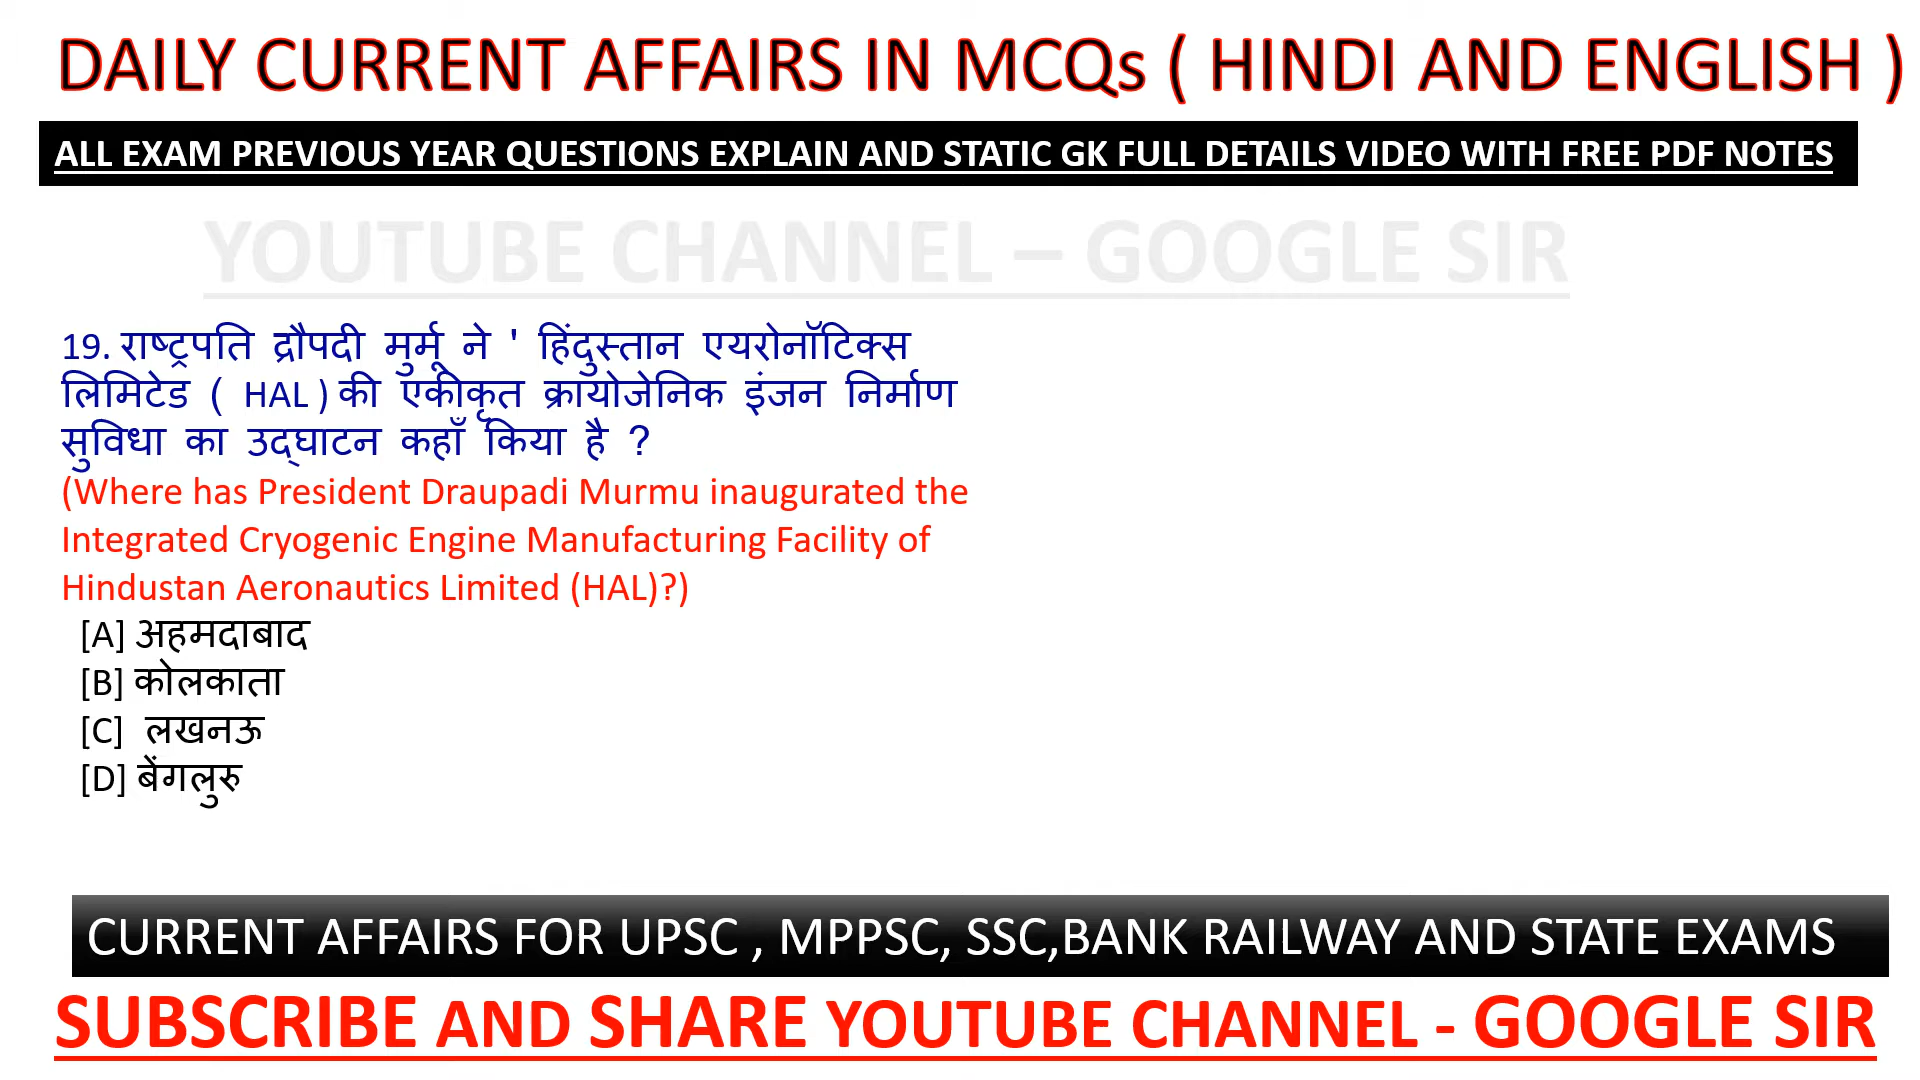 DAILY CURRENT AFFAIRS IN MCQs ( HINDI AND ENGLISH )
ALL EXAM PREVIOUS YEAR QUESTIONS EXPLAIN AND STATIC GK FULL DETAILS VIDEO WITH FREE PDF NOTES
YOUTUBE CHANNEL – GOOGLE SIR
19. राष्ट्रपति द्रौपदी मुर्मू ने ' हिंदुस्तान एयरोनॉटिक्स
लिमिटेड ( HAL ) की एकीकृत क्रायोजेनिक इंजन निर्माण
सुविधा का उद्घाटन कहाँ किया है ?
(Where has President Draupadi Murmu inaugurated the
Integrated Cryogenic Engine Manufacturing Facility of
Hindustan Aeronautics Limited (HAL)?)
[A] अहमदाबाद
[B] कोलकाता
[C] लखनऊ
[D] बेंगलुरु
CURRENT AFFAIRS FOR UPSC , MPPSC, SSC,BANK RAILWAY AND STATE EXAMS
SUBSCRIBE AND SHARE YOUTUBE CHANNEL - GOOGLE SIR